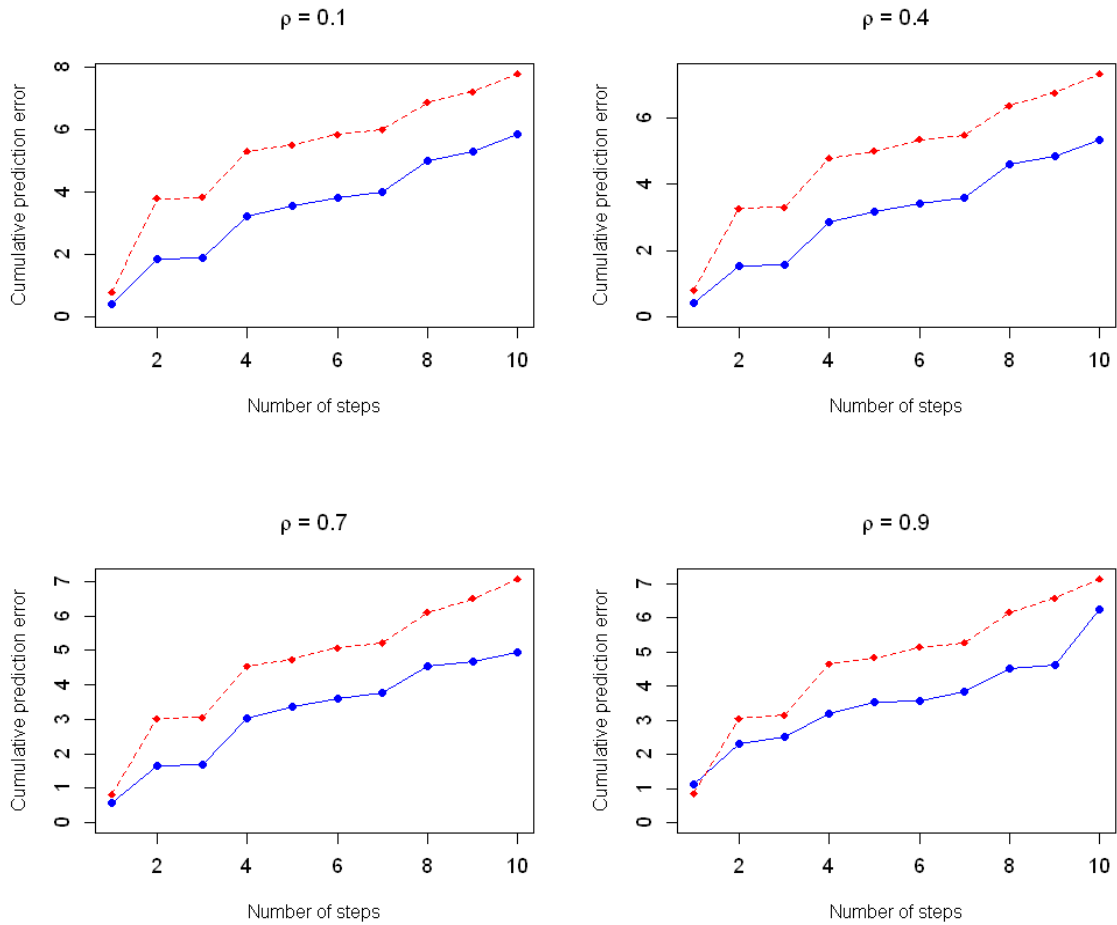 ρ = 0.1
Cumulative prediction error
8
6
4
2
0
2 4 6 8 10
Number of steps
ρ = 0.4
Cumulative prediction error
6
4
2
0
2 4 6 8 10
Number of steps
ρ = 0.7
Cumulative prediction error
7
6
5
4
3
2
1
0
2 4 6 8 10
Number of steps
ρ = 0.9
Cumulative prediction error
7
6
5
4
3
2
1
0
2 4 6 8 10
Number of steps